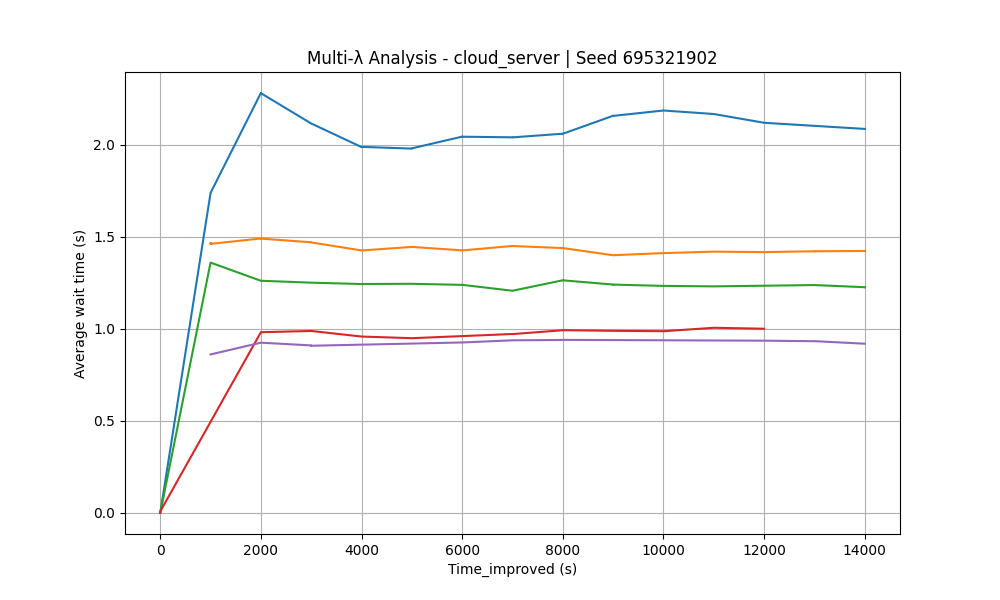 Multi-λ Analysis - cloud_server | Seed 695321902
Average wait time (s)
2.0
1.5
1.0
0.5
0.0
0 2000 4000 6000 8000 10000 12000 14000
Time_improved (s)